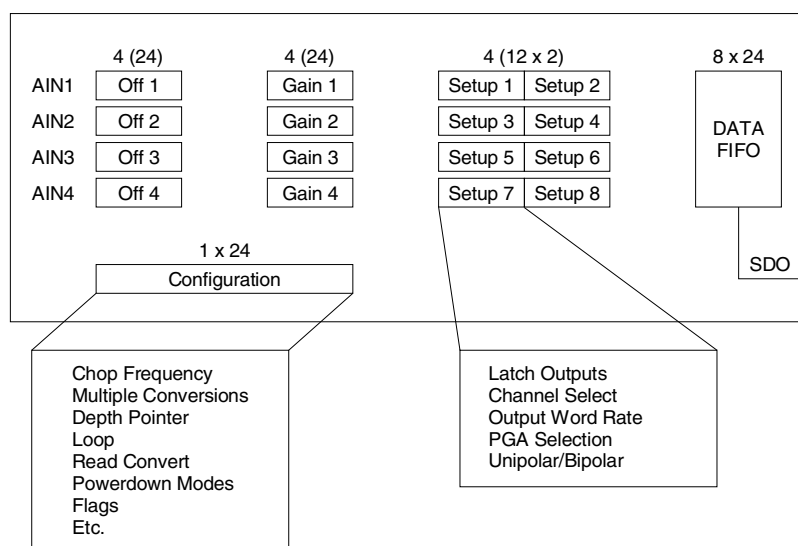 4 (24) 4 (24) 4 (12 x 2) 8 x 24
AIN1 Off 1 Gain 1 Setup 1 Setup 2
AIN2 Off 2 Gain 2 Setup 3 Setup 4
AIN3 Off 3 Gain 3 Setup 5 Setup 6
AIN4 Off 4 Gain 4 Setup 7 Setup 8
DATA
FIFO
SDO
1 x 24
Configuration
Chop Frequency
Multiple Conversions
Depth Pointer
Loop
Read Convert
Powerdown Modes
Flags
Etc.
Latch Outputs
Channel Select
Output Word Rate
PGA Selection
Unipolar/Bipolar